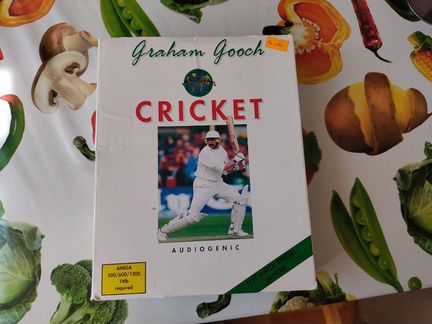 Graham Gooch
CRICKET
AUDIOGENIC
AMIGA
500/600/1200
1Mb
required